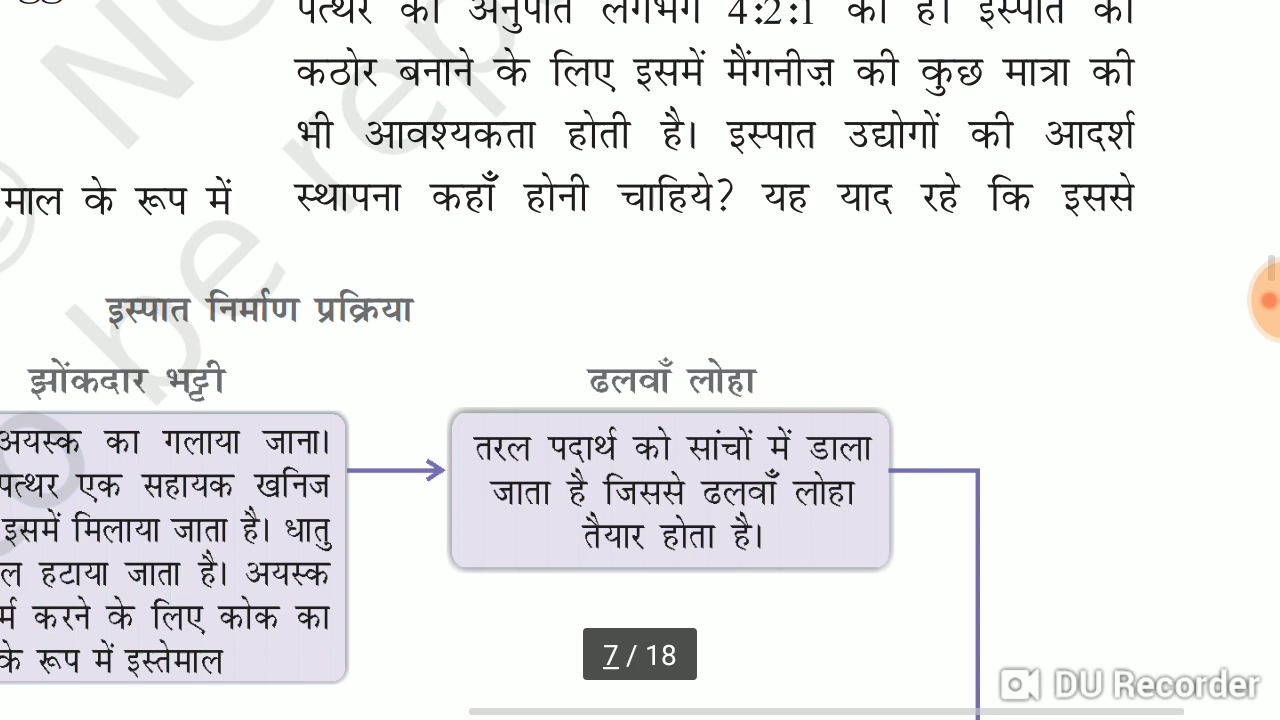 पत्थर का अनुपात लगभग 4:2:1 का है। इस्पात को
कठोर बनाने के लिए इसमें मैंगनीज़ की कुछ मात्रा की
भी आवश्यकता होती है। इस्पात उद्योगों की आदर्श
माल के रूप में
स्थापना कहाँ होनी चाहिये? यह याद रहे कि इससे
इस्पात निर्माण प्रक्रिया
झोंकदार भट्टी
अयस्क का गलाया जाना।
पत्थर एक सहायक खनिज
इसमें मिलाया जाता है। धातु
हटाया जाता है। अयस्क
करने के लिए कोक का
के रूप में इस्तेमाल
ढलवाँ लोहा
तरल पदार्थ को सांचों में डाला
जाता है जिससे ढलवाँ लोहा
तैयार होता है।
7 / 18
DU Recorder